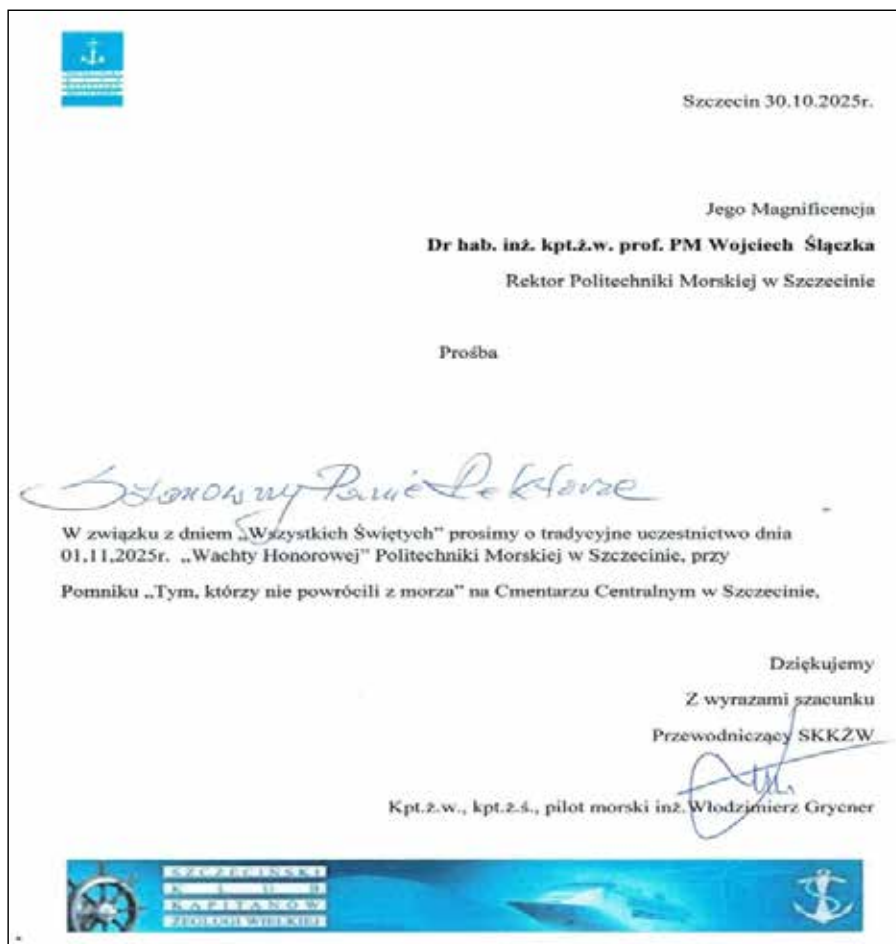 Szczecin 30.10.2025r.
Jego Magnificencja
Dr hab. inż. kpt.ż.w. prof. PM Wojciech Ślączka
Rektor Politechniki Morskiej w Szczecinie
Prośba
Szanowny Panie Rektorze
W związku z dniem „Wszystkich Świętych” prosimy o tradycyjne uczestnictwo dnia
01,11,2025r. „Wachty Honorowej” Politechniki Morskiej w Szczecinie, przy
Pomniku „Tym, którzy nie powrócili z morza” na Cmentarzu Centralnym w Szczecinie,
Dziękujemy
Z wyrazami szacunku
Przewodniczący SKKŻW
Kpt.ż.w., kpt.ż.ś., pilot morski inż.Włodzimierz Grycner
SZCZECIŃSKI
KLUB
KAPITANÓW
ŻEGLUGI WIELKIEJ